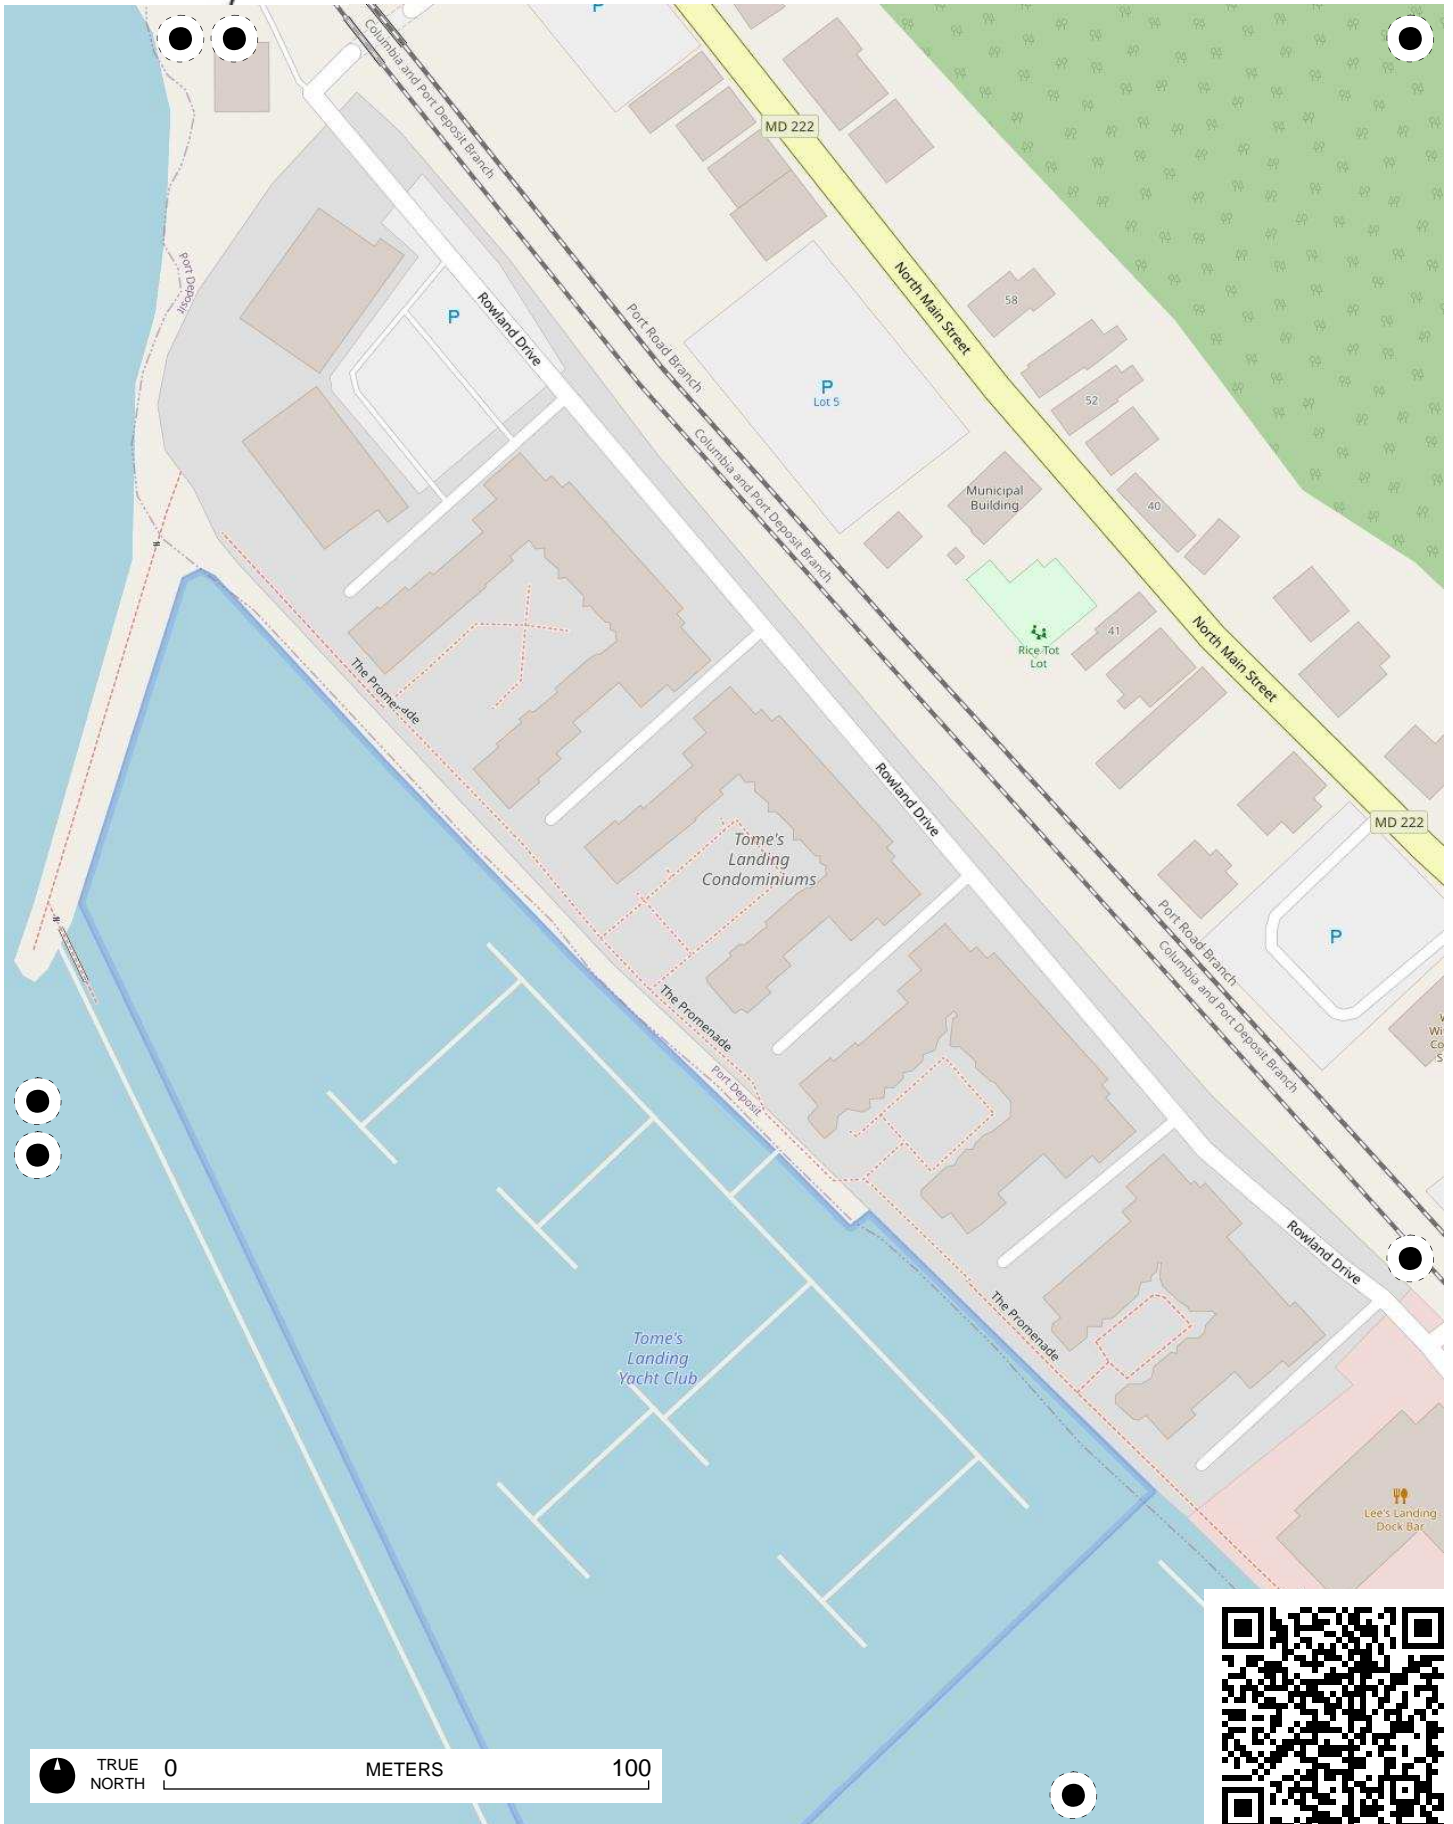 P
Columbia and Port Deposit Branch
MD 222
Port Deposit
Rowland Drive
P
Port Road Branch
North Main Street
58
P
Lot 5
52
Columbia and Port Deposit Branch
Municipal
Building
40
Rice Tot
Lot
41
North Main Street
The Promenade
Rowland Drive
MD 222
Tome's
Landing
Condominiums
Port Road Branch
Columbia and Port Deposit Branch
P
The Promenade
Port Deposit
Rowland Drive
The Promenade
Tome's
Landing
Yacht Club
Lee's Landing
Dock Bar
TRUE
NORTH
0 METERS 100